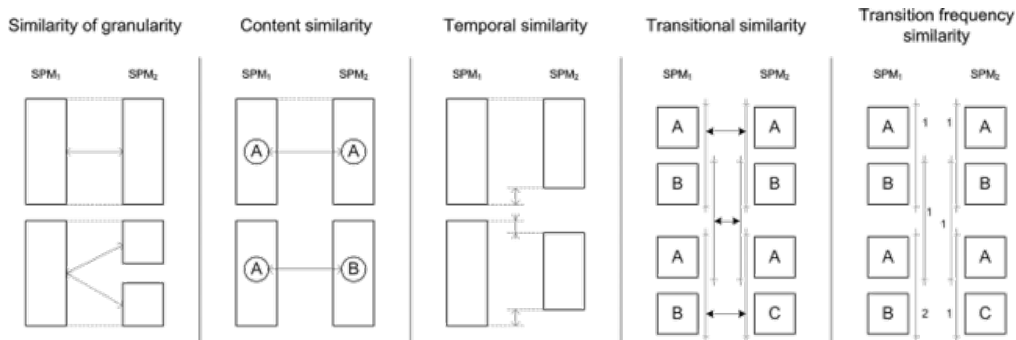 Similarity of granularity
SPM₁ SPM₂
Content similarity
SPM₁ SPM₂
A A
A B
Temporal similarity
SPM₁ SPM₂
Transitional similarity
SPM₁ SPM₂
A A
B B
A A
B C
Transition frequency
similarity
SPM₁ SPM₂
A 1 1 A
B B
1 1
A A
B 2 1 C